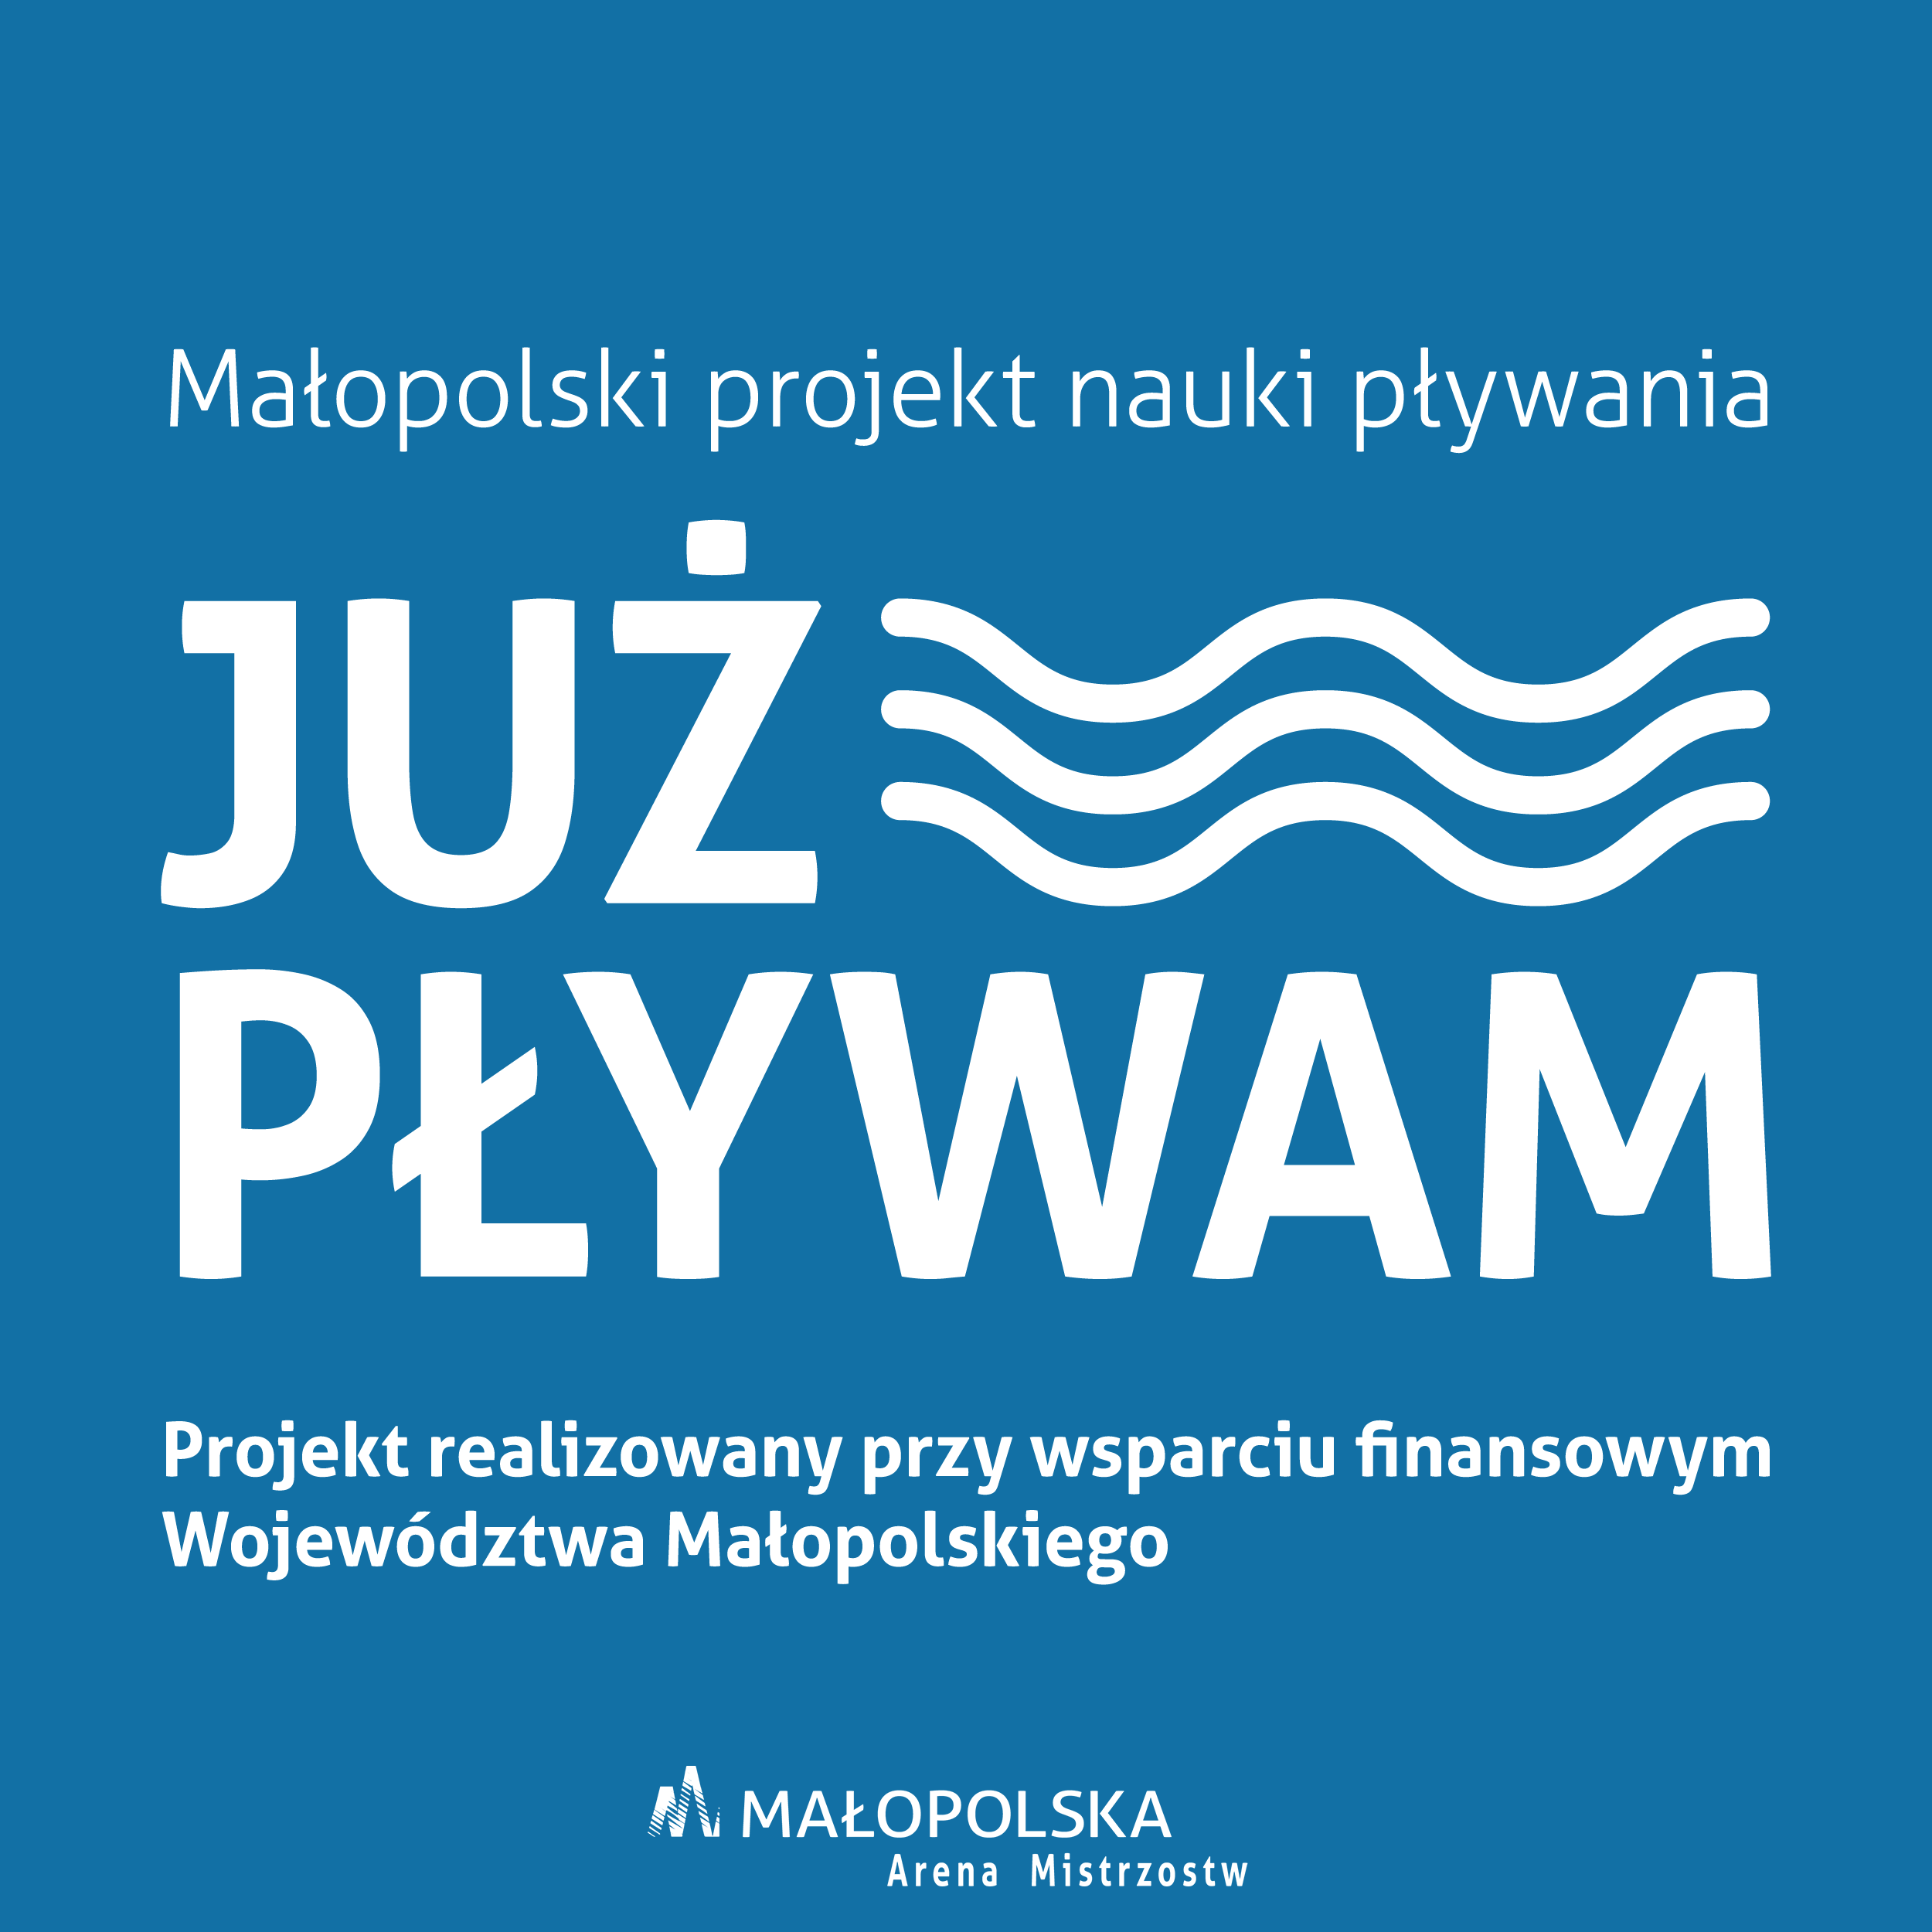 Małopolski projekt nauki pływania
JUŻ
PŁYWAM
Projekt realizowany przy wsparciu finansowym
Województwa Małopolskiego
MAŁOPOLSKA
Arena Mistrzostw